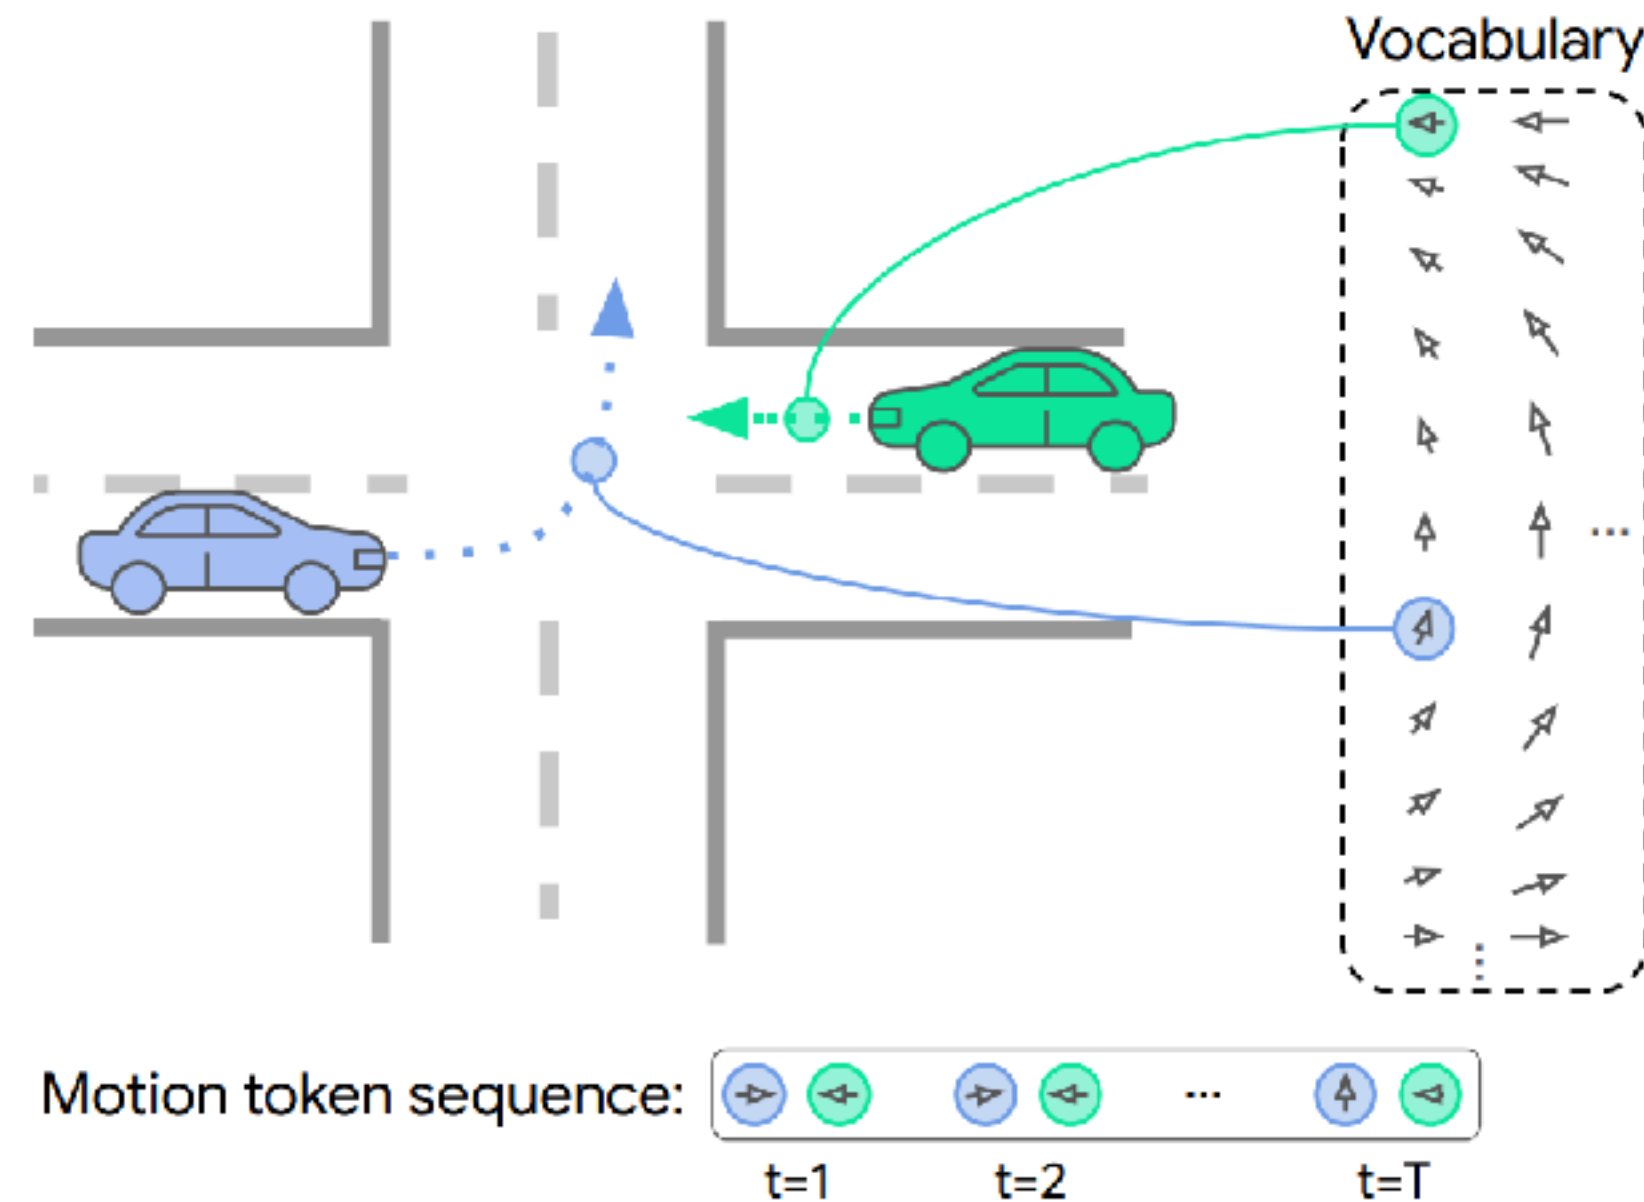 Vocabulary
...
⋮
Motion token sequence: ...
t=1 t=2 t=T